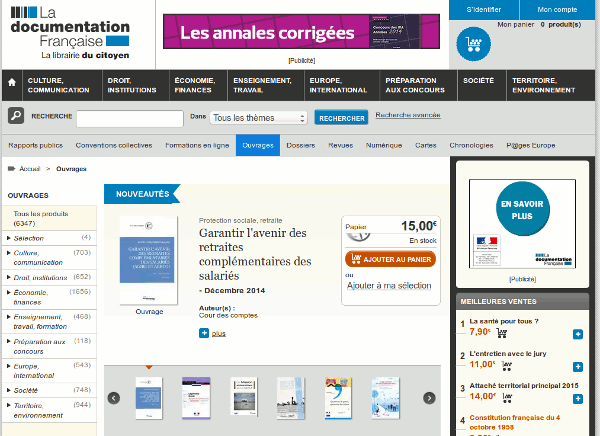 La
documentation
Française
La librairie du citoyen
Les annales corrigées
[Publicité]
S'identifier
Mon compte
Mon panier 0 produit(s)
CULTURE,
COMMUNICATION
DROIT,
INSTITUTIONS
ÉCONOMIE,
FINANCES
ENSEIGNEMENT,
TRAVAIL
EUROPE,
INTERNATIONAL
PRÉPARATION
AUX CONCOURS
SOCIÉTÉ
TERRITOIRE,
ENVIRONNEMENT
RECHERCHE
Dans
Tous les thèmes
RECHERCHER
Recherche avancée
Rapports publics
Conventions collectives
Formations en ligne
Ouvrages
Dossiers
Revues
Numérique
Cartes
Chronologies
P@ges Europe
Accueil > Ouvrages
OUVRAGES
Tous les produits
(6347)
Sélection (4)
Culture, (703)
communication
Droit, institutions (652)
Économie, (1656)
finances
Enseignement, (468)
travail, formation
Préparation aux (118)
concours
Europe, (543)
international
Société (748)
Territoire, (944)
environnement
NOUVEAUTÉS
Ouvrage
Protection sociale, retraite
Garantir l'avenir des
retraites
complémentaires des
salariés
- Décembre 2014
Auteur(s) :
Cour des comptes
plus
Papier 15,00€
En stock
AJOUTER AU PANIER
ou
Ajouter à ma sélection
EN SAVOIR
PLUS
La
documentation
Française
[Publicité]
MEILLEURES VENTES
1 La santé pour tous ?
7,90€
2 L'entretien avec le jury
11,00€
3 Attaché territorial principal 2015
14,00€
4 Constitution française du 4
octobre 1958